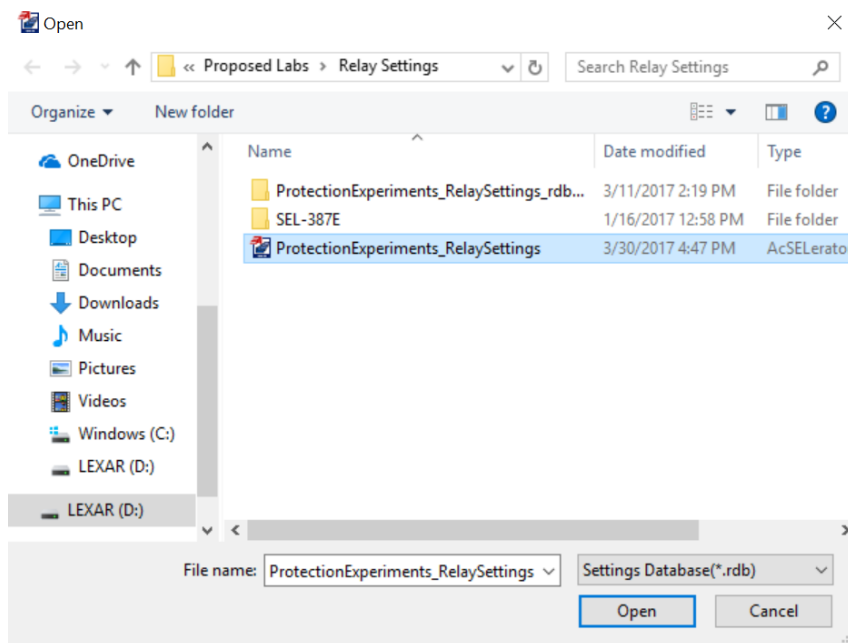 Open
« Proposed Labs › Relay Settings
Search Relay Settings
Organize
New folder
?
OneDrive
This PC
Desktop
Documents
Downloads
Music
Pictures
Videos
Windows (C:)
LEXAR (D:)
LEXAR (D:)
Name Date modified Type
ProtectionExperiments_RelaySettings_rdb... 3/11/2017 2:19 PM File folder
SEL-387E 1/16/2017 12:58 PM File folder
ProtectionExperiments_RelaySettings 3/30/2017 4:47 PM AcSELerato
File name: ProtectionExperiments_RelaySettings Settings Database(*.rdb)
Open Cancel